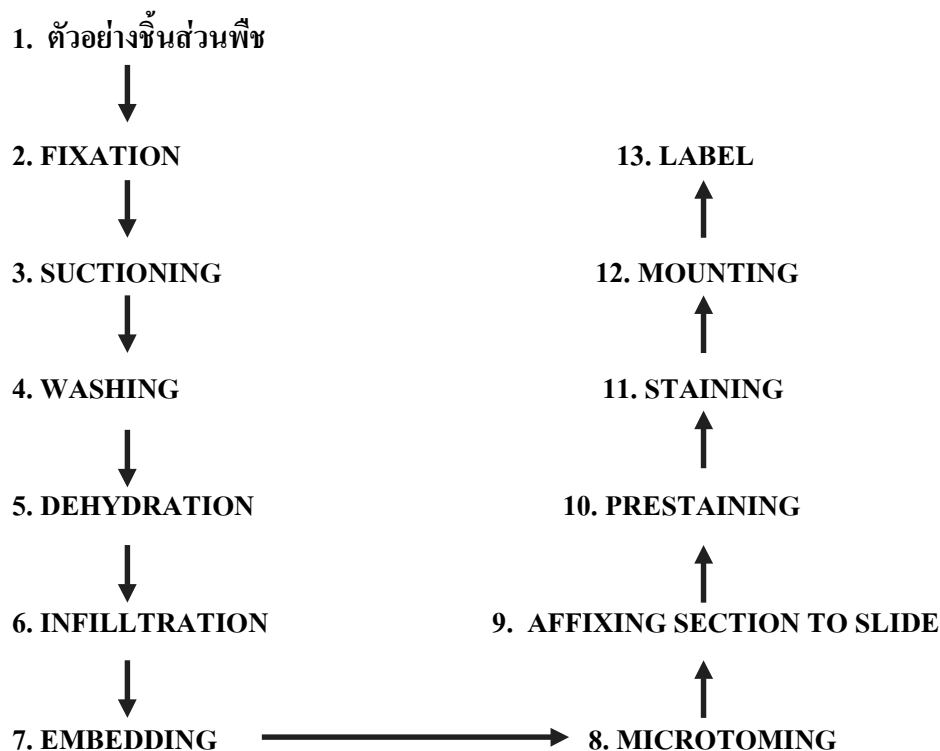 1. ตัวอย่างชิ้นส่วนพืช
2. FIXATION
3. SUCTIONING
4. WASHING
5. DEHYDRATION
6. INFILLTRATION
7. EMBEDDING
8. MICROTOMING
9. AFFIXING SECTION TO SLIDE
10. PRESTAINING
11. STAINING
12. MOUNTING
13. LABEL